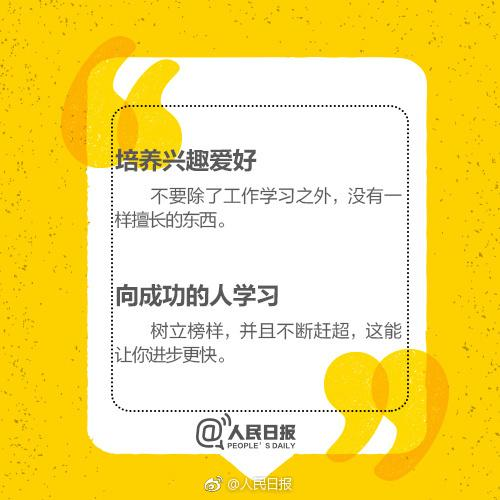 培养兴趣爱好
不要除了工作学习之外，没有一
样擅长的东西。
向成功的人学习
树立榜样，并且不断赶超，这能
让你进步更快。
@人民日报
PEOPLE'S DAILY
@人民日报